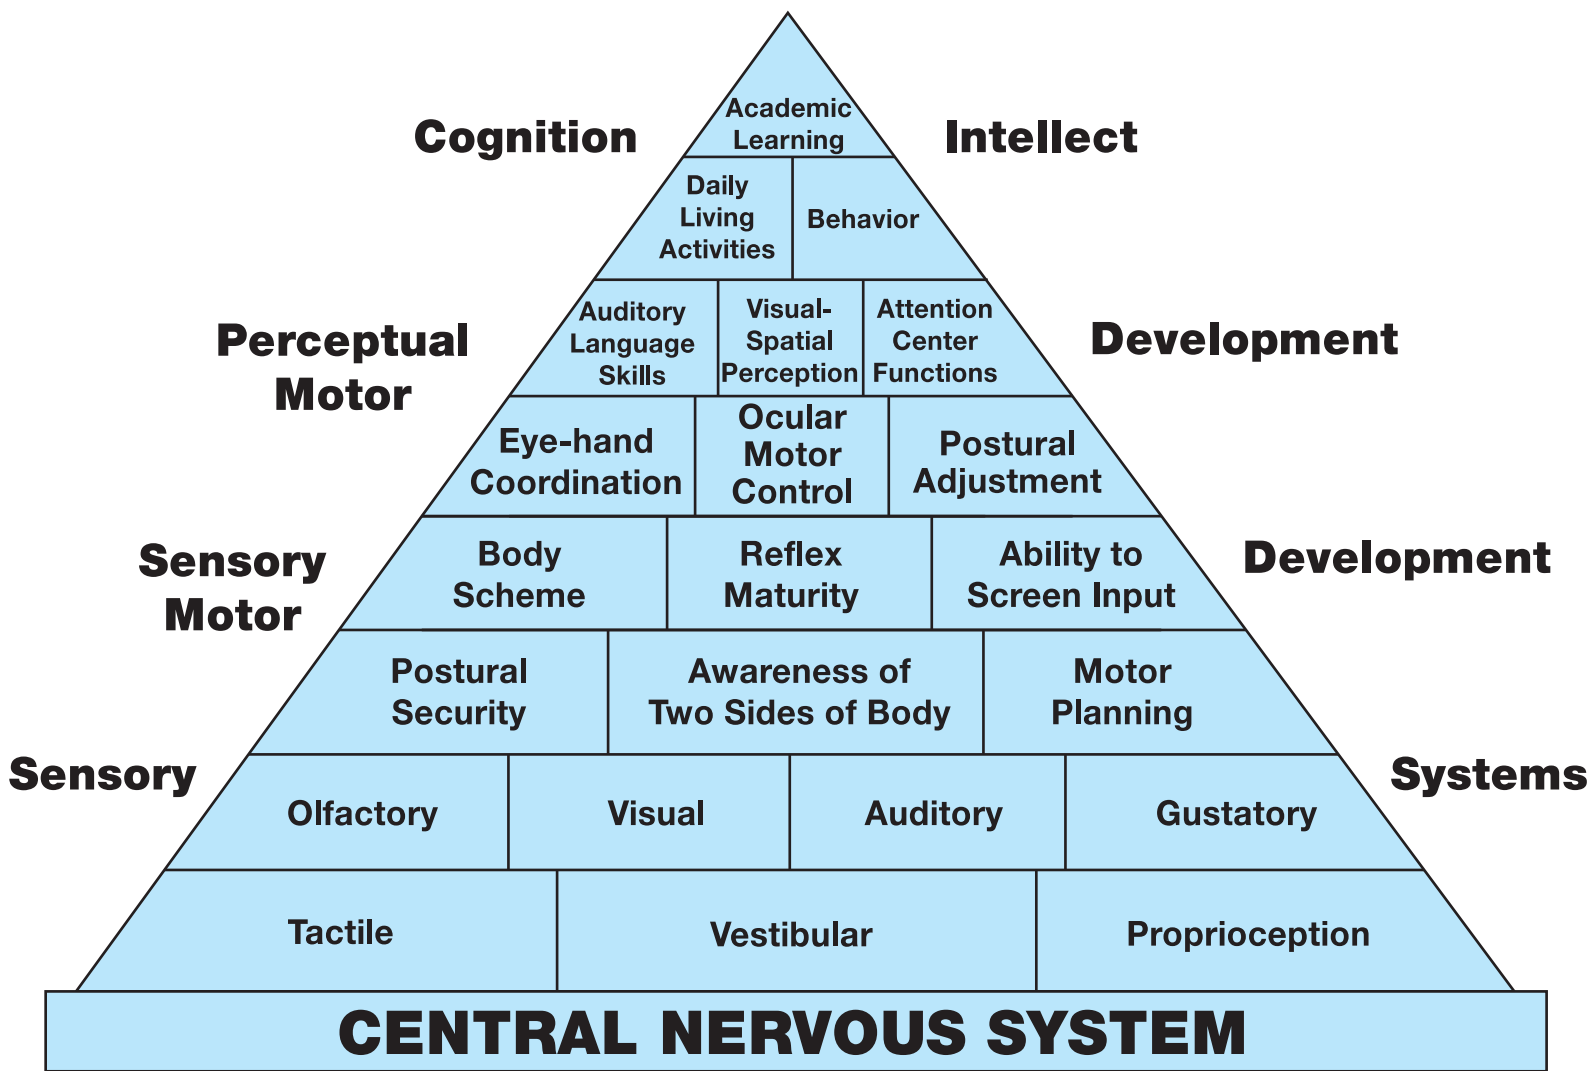 Academic
Learning
Cognition
Intellect
Daily
Living
Activities
Behavior
Perceptual
Motor
Auditory
Language
Skills
Visual-
Spatial
Perception
Attention
Center
Functions
Development
Eye-hand
Coordination
Ocular
Motor
Control
Postural
Adjustment
Sensory
Motor
Body
Scheme
Reflex
Maturity
Ability to
Screen Input
Development
Postural
Security
Awareness of
Two Sides of Body
Motor
Planning
Sensory
Systems
Olfactory
Visual
Auditory
Gustatory
Tactile
Vestibular
Proprioception
CENTRAL NERVOUS SYSTEM